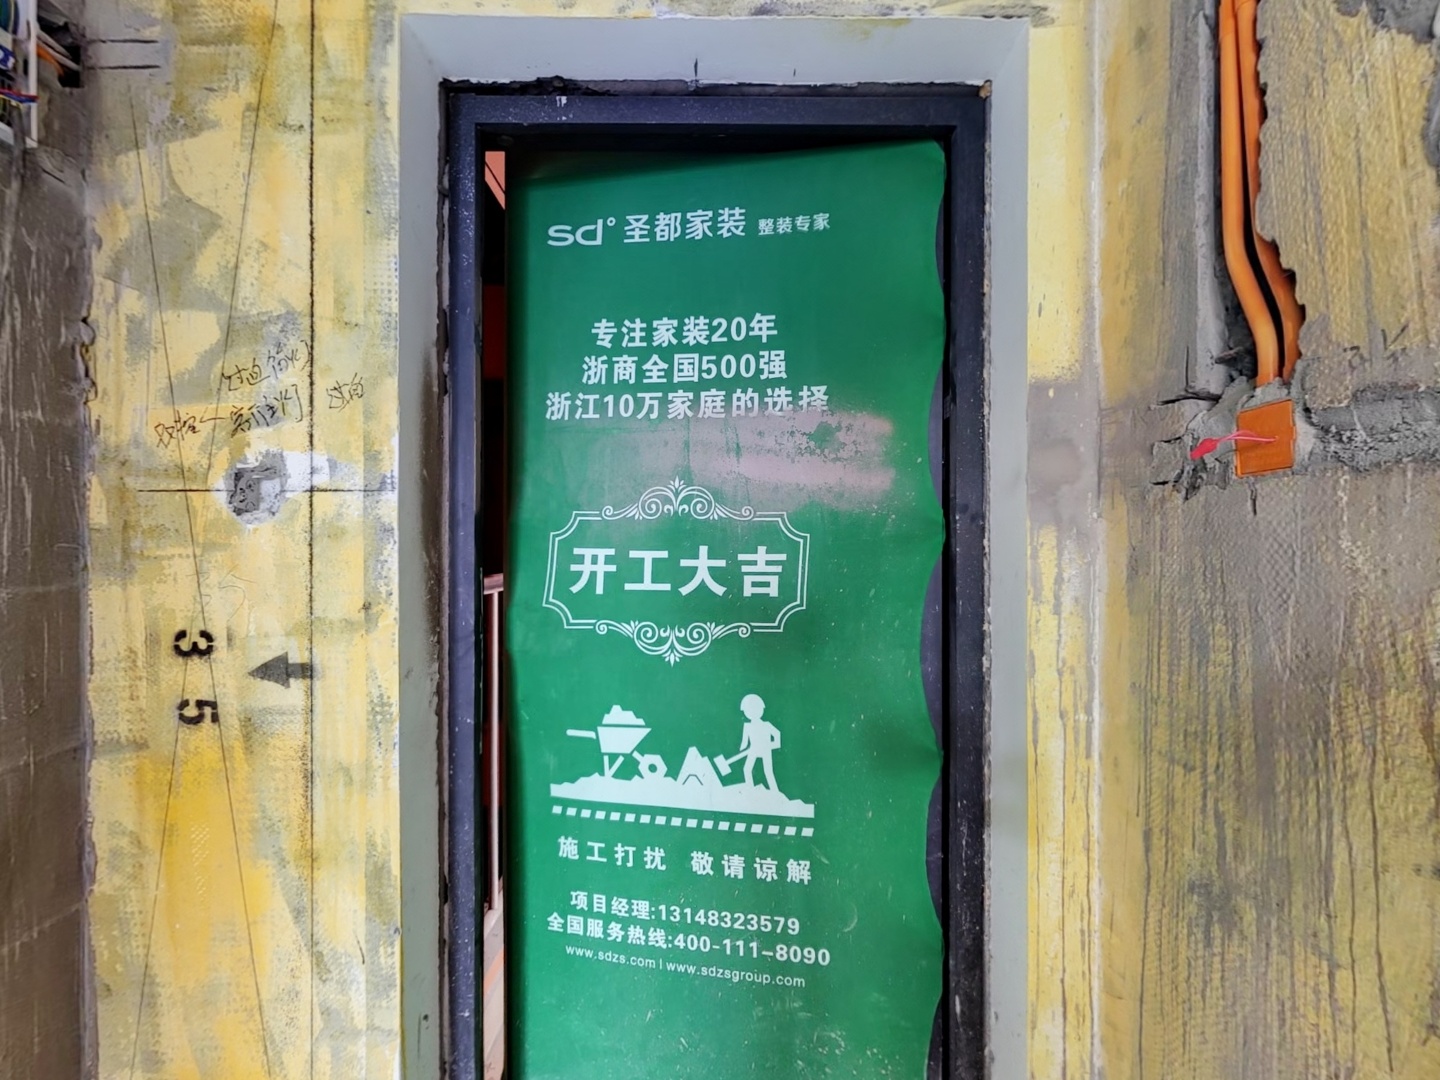 sd°圣都家装 整装专家
专注家装20年
浙商全国500强
浙江10万家庭的选择
开工大吉
3
5
施工打扰 敬请谅解
项目经理:13148323579
全国服务热线:400-111-8090
www.sdzs.com | www.sdzsgroup.com